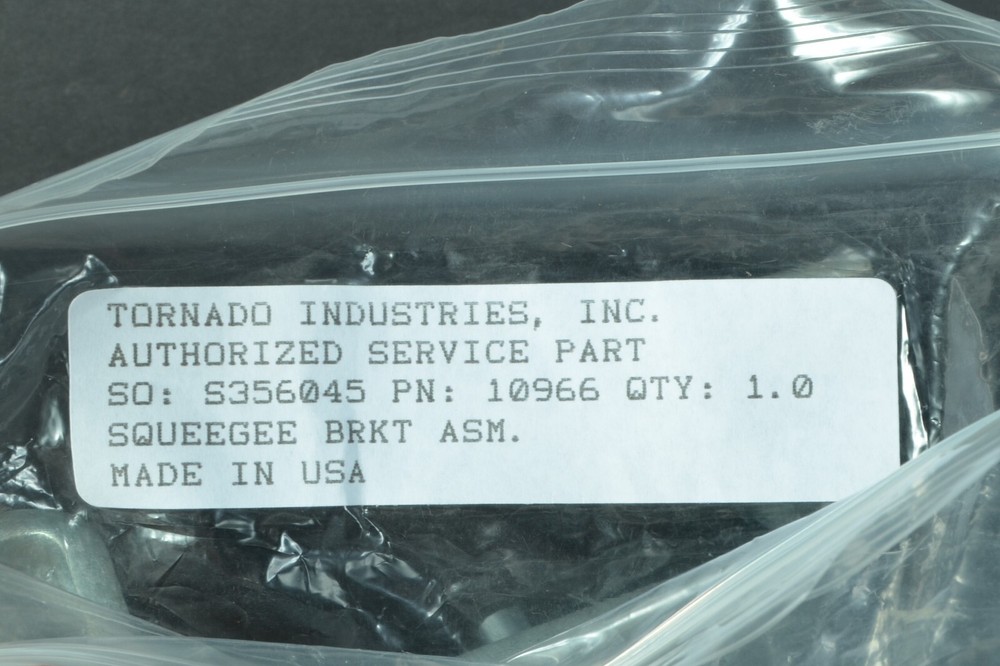 TORNADO INDUSTRIES, INC.
AUTHORIZED SERVICE PART
SO: S356045 PN: 10966 QTY: 1.0
SQUEEGEE BRKT ASM.
MADE IN USA